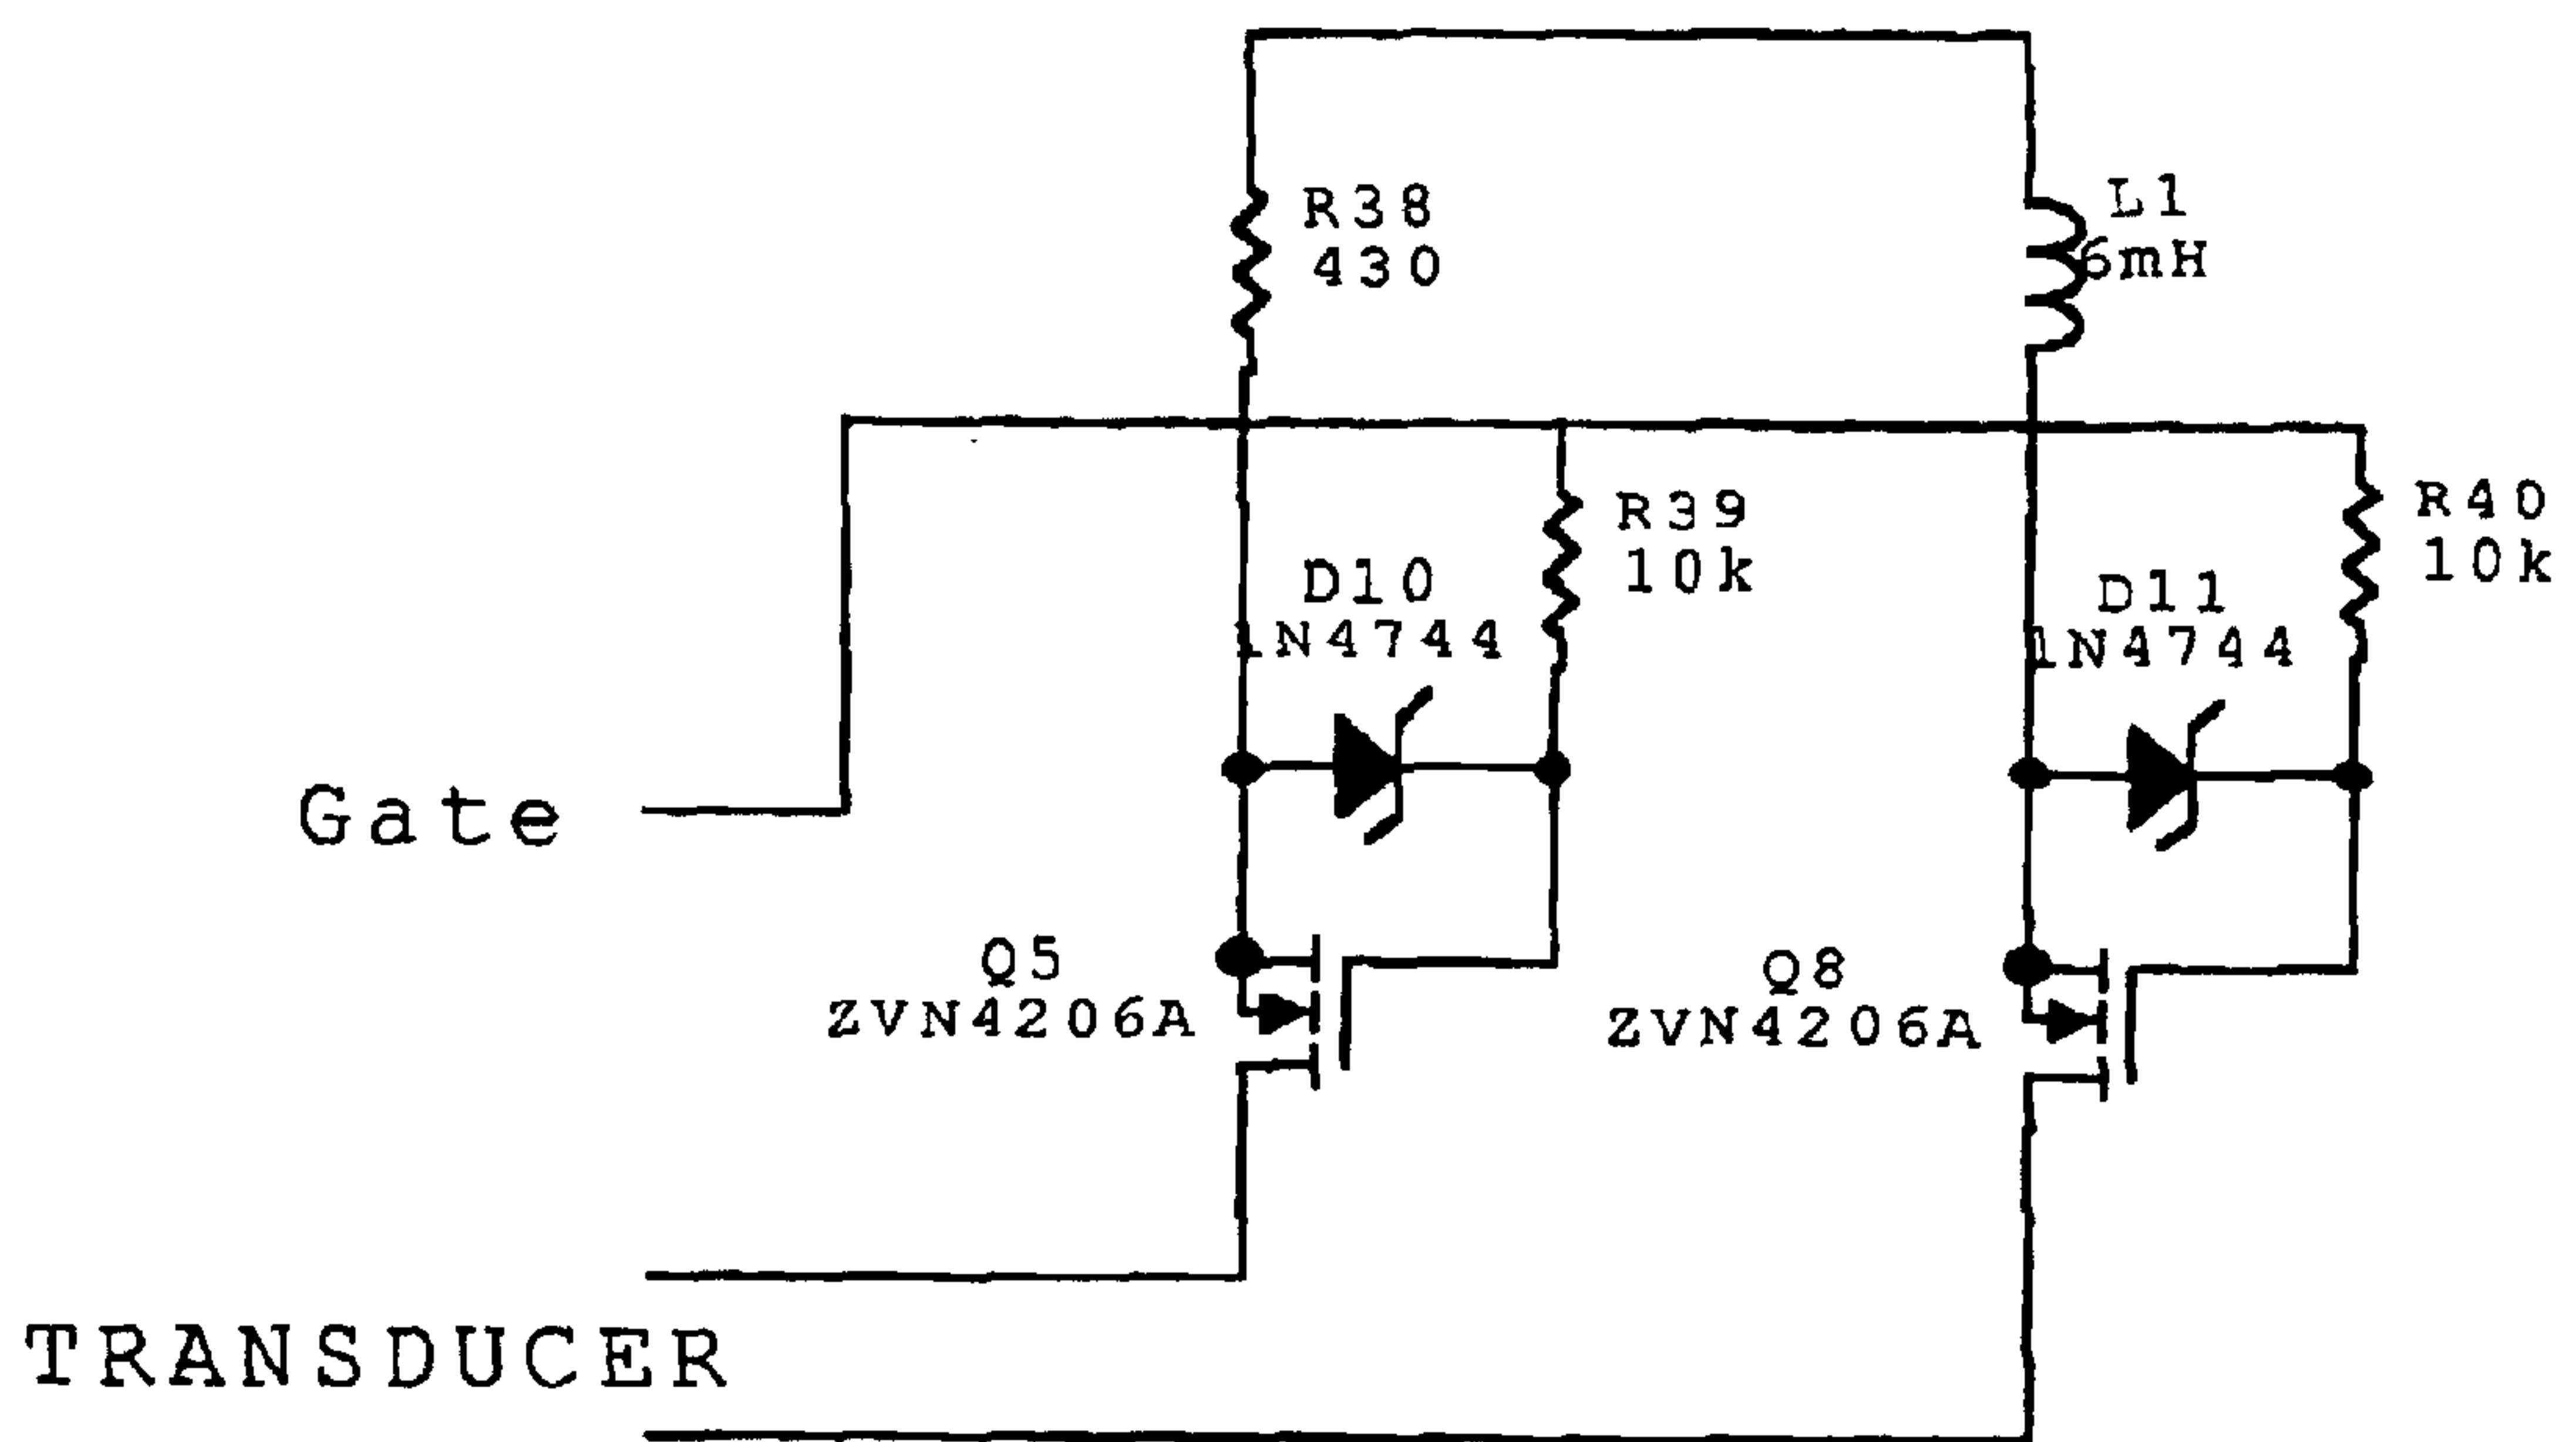 R38
430
L1
6mH
R39
10k
R40
10k
D10
1N4744
D11
1N4744
Gate
Q5
ZVN4206A
Q8
ZVN4206A
TRANSDUCER